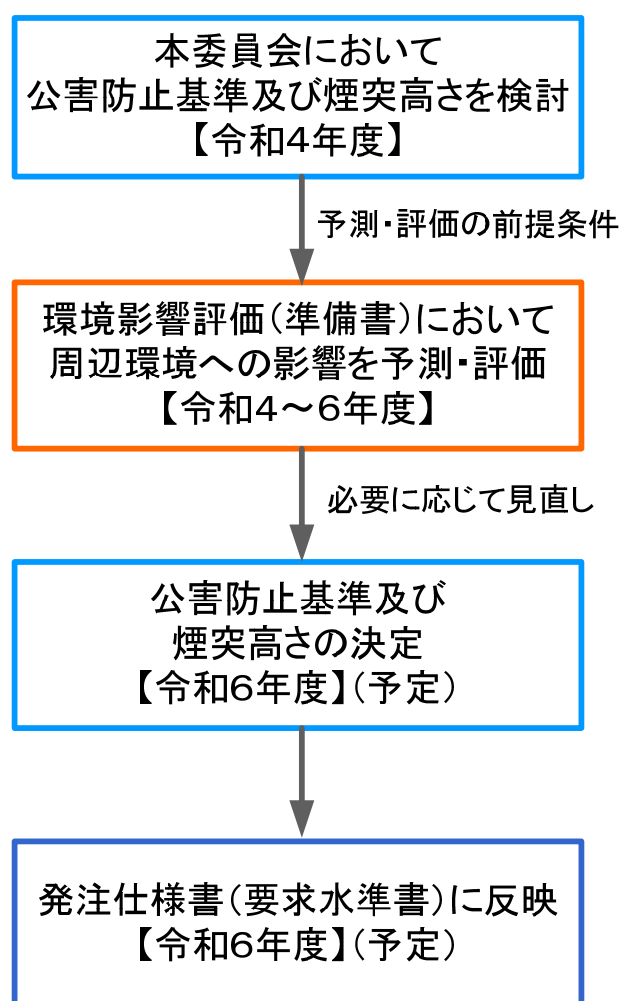 本委員会において
公害防止基準及び煙突高さを検討
【令和4年度】
予測・評価の前提条件
環境影響評価（準備書）において
周辺環境への影響を予測・評価
【令和4～6年度】
必要に応じて見直し
公害防止基準及び
煙突高さの決定
【令和6年度】（予定）
発注仕様書（要求水準書）に反映
【令和6年度】（予定）